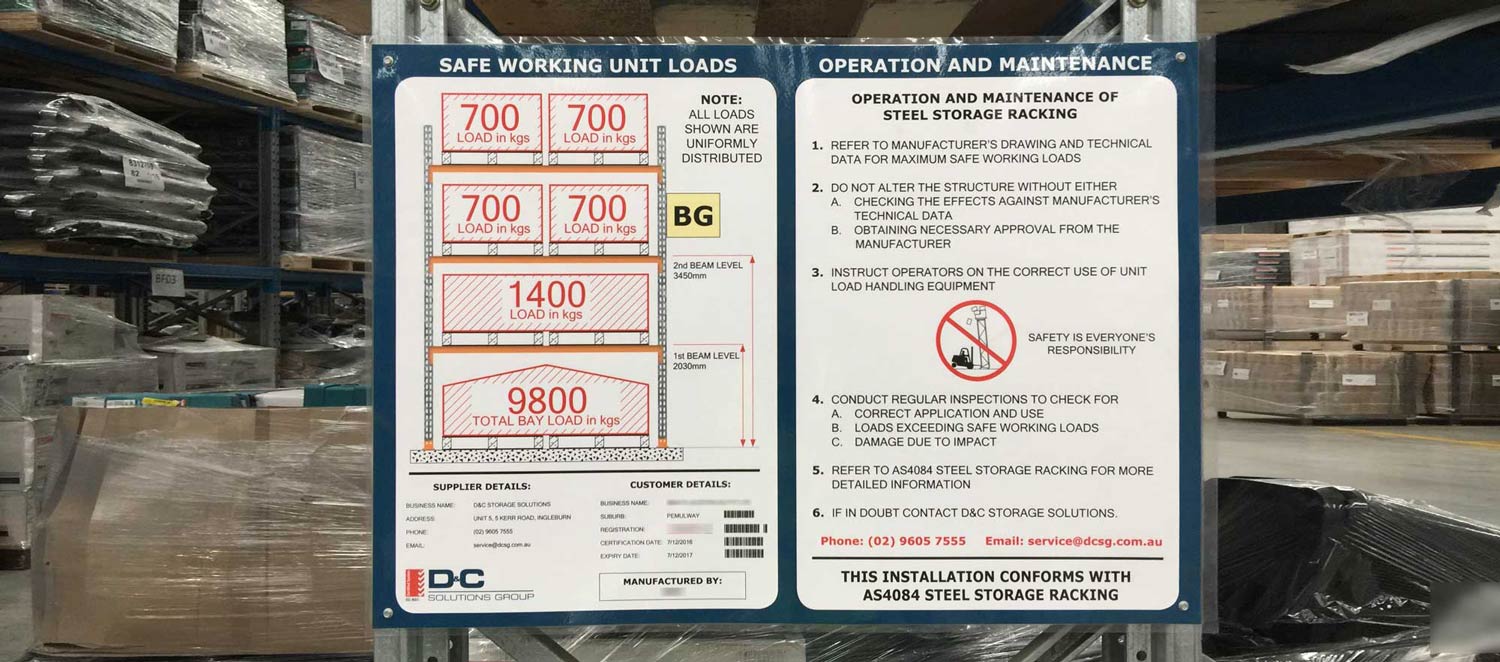 SAFE WORKING UNIT LOADS
700
LOAD in kgs
700
LOAD in kgs
NOTE:
ALL LOADS
SHOWN ARE
UNIFORMLY
DISTRIBUTED
700
LOAD in kgs
700
LOAD in kgs
BG
2nd BEAM LEVEL
3450mm
1400
LOAD in kgs
1st BEAM LEVEL
2030mm
9800
TOTAL BAY LOAD in kgs
SUPPLIER DETAILS:
BUSINESS NAME: D&C STORAGE SOLUTIONS
ADDRESS: UNIT 5, 5 KERR ROAD, INGLEBURN
PHONE: (02) 9605 7555
EMAIL: service@dcsg.com.au
CUSTOMER DETAILS:
BUSINESS NAME:
SUBURB: PEMULWAY
REGISTRATION:
CERTIFICATION DATE: 7/12/2016
EXPIRY DATE: 7/12/2017
D&C
SOLUTIONS GROUP
MANUFACTURED BY:
OPERATION AND MAINTENANCE
OPERATION AND MAINTENANCE OF
STEEL STORAGE RACKING
1. REFER TO MANUFACTURER'S DRAWING AND TECHNICAL
DATA FOR MAXIMUM SAFE WORKING LOADS
2. DO NOT ALTER THE STRUCTURE WITHOUT EITHER
A. CHECKING THE EFFECTS AGAINST MANUFACTURER'S
TECHNICAL DATA
B. OBTAINING NECESSARY APPROVAL FROM THE
MANUFACTURER
3. INSTRUCT OPERATORS ON THE CORRECT USE OF UNIT
LOAD HANDLING EQUIPMENT
SAFETY IS EVERYONE'S
RESPONSIBILITY
4. CONDUCT REGULAR INSPECTIONS TO CHECK FOR
A. CORRECT APPLICATION AND USE
B. LOADS EXCEEDING SAFE WORKING LOADS
C. DAMAGE DUE TO IMPACT
5. REFER TO AS4084 STEEL STORAGE RACKING FOR MORE
DETAILED INFORMATION
6. IF IN DOUBT CONTACT D&C STORAGE SOLUTIONS.
Phone: (02) 9605 7555 Email: service@dcsg.com.au
THIS INSTALLATION CONFORMS WITH
AS4084 STEEL STORAGE RACKING
BF03